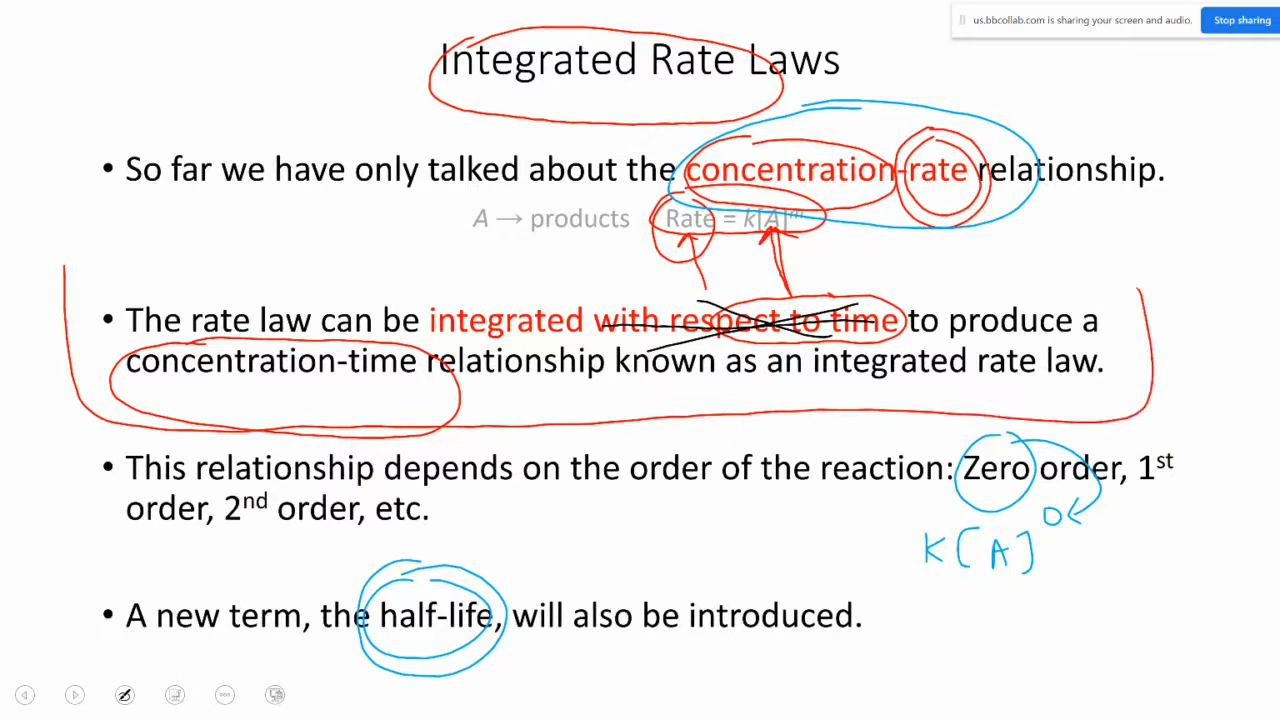 us.bbcollab.com is sharing your screen and audio. Stop sharing
Integrated Rate Laws
• So far we have only talked about the concentration-rate relationship.
A → products Rate = k[A]ᵐ
• The rate law can be integrated with respect to time to produce a
concentration-time relationship known as an integrated rate law.
• This relationship depends on the order of the reaction: Zero order, 1st
order, 2nd order, etc.
K[A]⁰
• A new term, the half-life, will also be introduced.